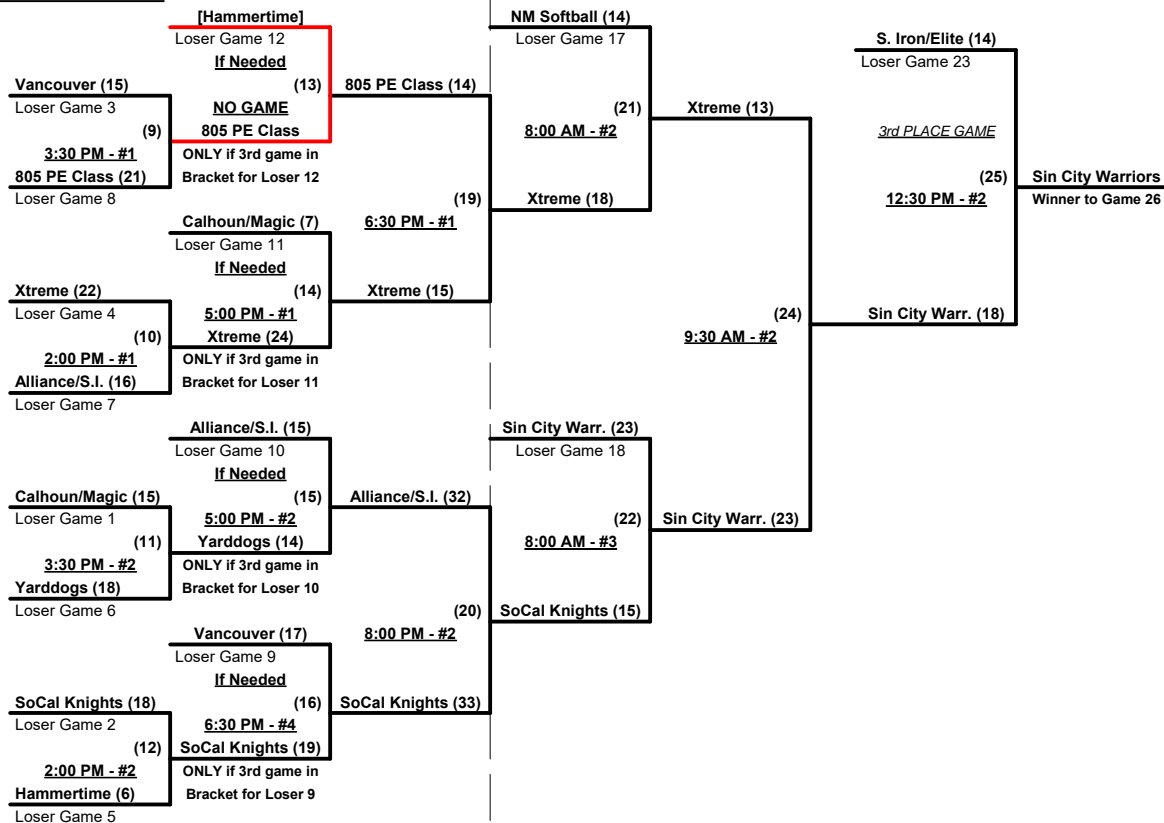 [Hammertime]
Loser Game 12
If Needed
(13)
NO GAME
805 PE Class
ONLY if 3rd game in
Bracket for Loser 12
Vancouver (15)
Loser Game 3
(9)
3:30 PM - #1
805 PE Class (21)
Loser Game 8
805 PE Class (14)
Calhoun/Magic (7)
Loser Game 11
If Needed
(14)
5:00 PM - #1
Xtreme (24)
ONLY if 3rd game in
Bracket for Loser 11
Xtreme (22)
Loser Game 4
(10)
2:00 PM - #1
Alliance/S.I. (16)
Loser Game 7
(19)
6:30 PM - #1
Xtreme (15)
Alliance/S.I. (15)
Loser Game 10
If Needed
(15)
5:00 PM - #2
Yarddogs (14)
ONLY if 3rd game in
Bracket for Loser 10
Calhoun/Magic (15)
Loser Game 1
(11)
3:30 PM - #2
Yarddogs (18)
Loser Game 6
Alliance/S.I. (32)
Vancouver (17)
Loser Game 9
If Needed
(16)
6:30 PM - #4
SoCal Knights (19)
ONLY if 3rd game in
Bracket for Loser 9
SoCal Knights (18)
Loser Game 2
(12)
2:00 PM - #2
Hammertime (6)
Loser Game 5
(20)
8:00 PM - #2
SoCal Knights (33)
NM Softball (14)
Loser Game 17
(21)
8:00 AM - #2
Xtreme (18)
Xtreme (13)
Sin City Warr. (23)
Loser Game 18
(22)
8:00 AM - #3
SoCal Knights (15)
Sin City Warr. (23)
(24)
9:30 AM - #2
S. Iron/Elite (14)
Loser Game 23
3rd PLACE GAME
(25)
12:30 PM - #2
Sin City Warr. (18)
Sin City Warriors
Winner to Game 26